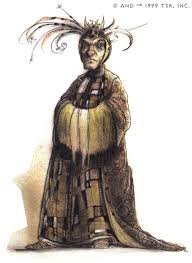 © AND ™ 1999 TSR, INC.